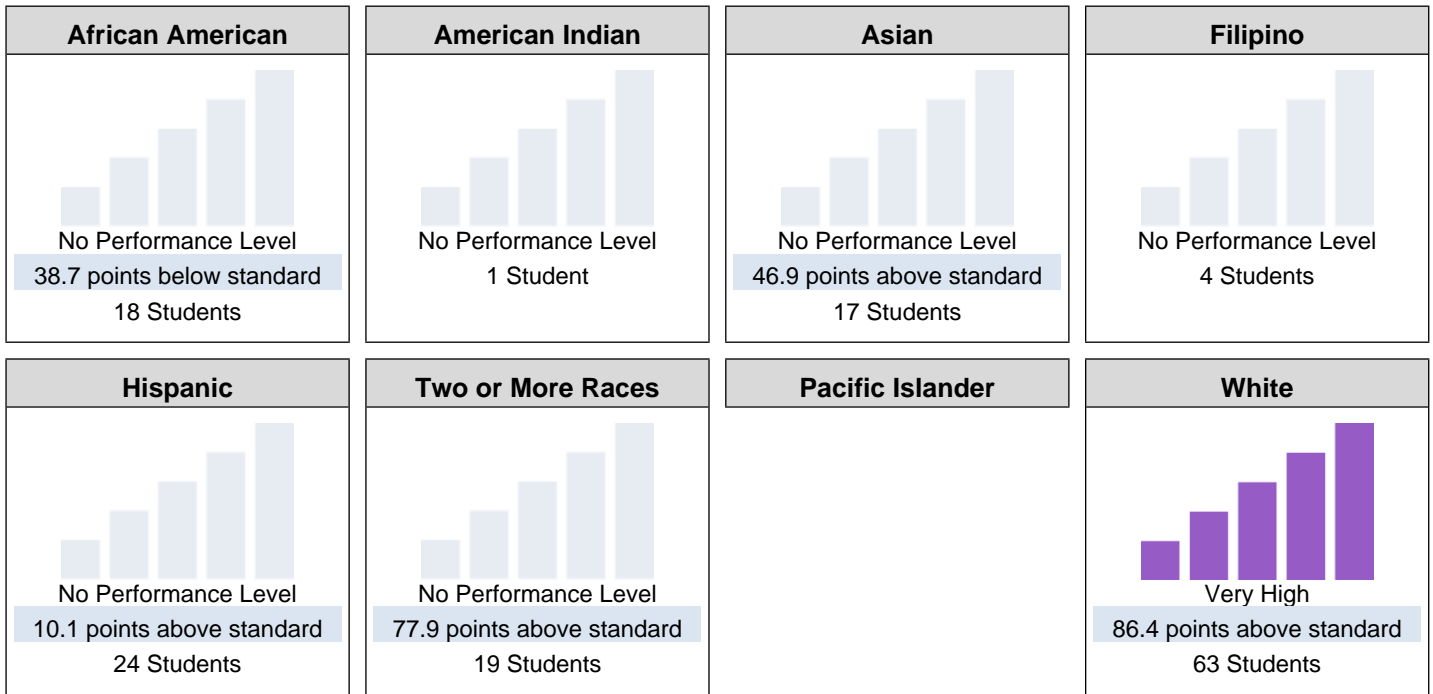 African American
No Performance Level
38.7 points below standard
18 Students
American Indian
No Performance Level
1 Student
Asian
No Performance Level
46.9 points above standard
17 Students
Filipino
No Performance Level
4 Students
Hispanic
No Performance Level
10.1 points above standard
24 Students
Two or More Races
No Performance Level
77.9 points above standard
19 Students
Pacific Islander
White
Very High
86.4 points above standard
63 Students